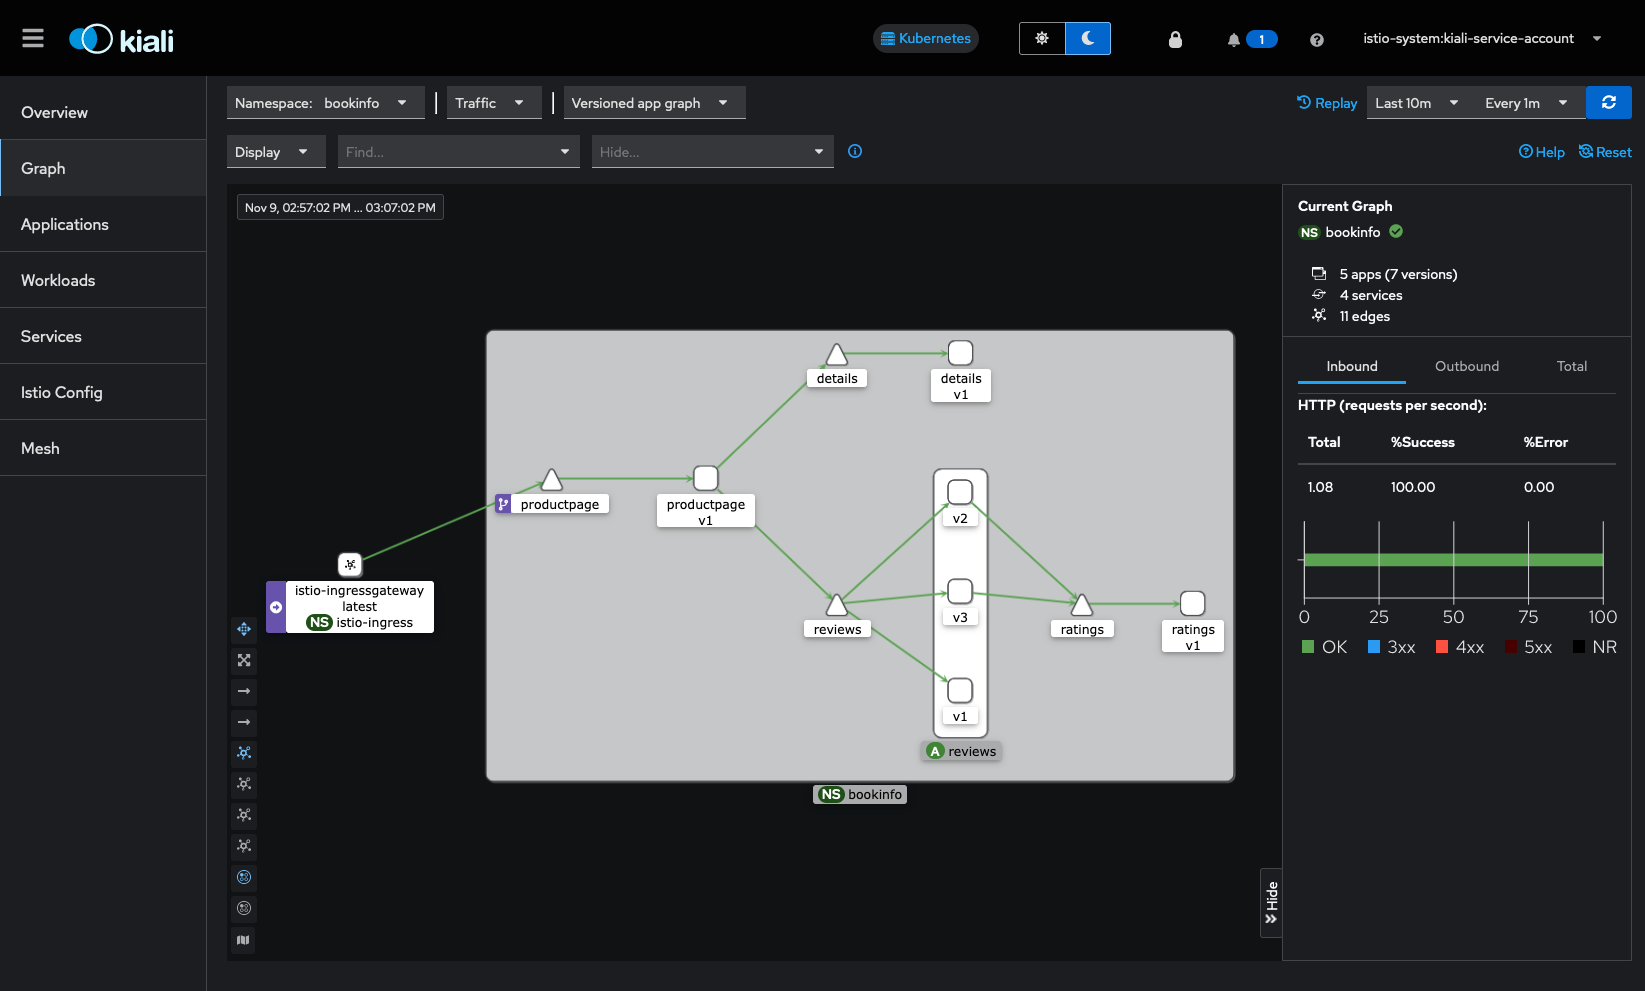 kiali
Kubernetes
1
istio-system:kiali-service-account
Overview
Graph
Applications
Workloads
Services
Istio Config
Mesh
Namespace: bookinfo
Traffic
Versioned app graph
Replay
Last 10m
Every 1m
Display
Find...
Hide...
Help
Reset
Nov 9, 02:57:02 PM ... 03:07:02 PM
details
details
v1
productpage
productpage
v1
istio-ingressgateway
latest
NS istio-ingress
v2
v3
v1
reviews
ratings
ratings
v1
A reviews
NS bookinfo
Hide
Current Graph
NS bookinfo
5 apps (7 versions)
4 services
11 edges
Inbound
Outbound
Total
HTTP (requests per second):
Total %Success %Error
1.08 100.00 0.00
0 25 50 75 100
OK 3xx 4xx 5xx NR